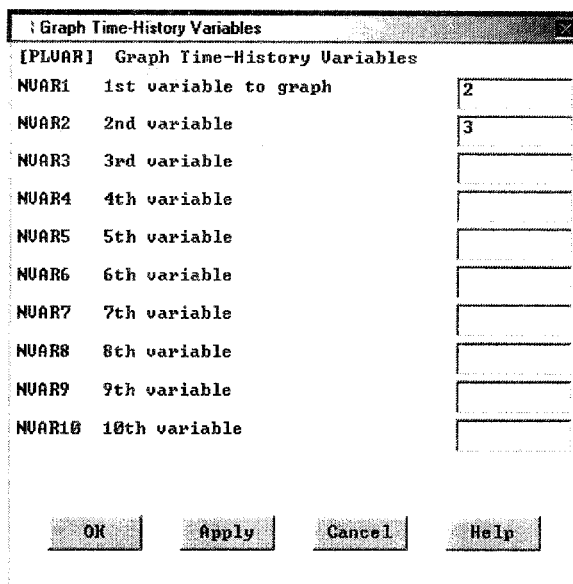 Graph Time-History Variables
[PLVAR] Graph Time-History Variables
NVAR1 1st variable to graph 2
NVAR2 2nd variable 3
NVAR3 3rd variable
NVAR4 4th variable
NVAR5 5th variable
NVAR6 6th variable
NVAR7 7th variable
NVAR8 8th variable
NVAR9 9th variable
NVAR10 10th variable
OK Apply Cancel Help